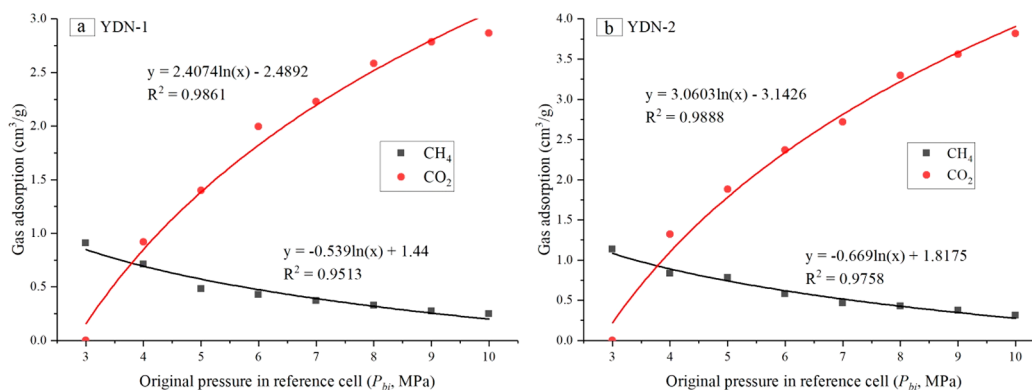 a YDN-1
y = 2.4074ln(x) - 2.4892
R² = 0.9861
CH₄
CO₂
y = -0.539ln(x) + 1.44
R² = 0.9513
Gas adsorption (cm³/g)
3.0
2.5
2.0
1.5
1.0
0.5
0.0
3 4 5 6 7 8 9 10
Original pressure in reference cell (P_bi, MPa)
b YDN-2
y = 3.0603ln(x) - 3.1426
R² = 0.9888
CH₄
CO₂
y = -0.669ln(x) + 1.8175
R² = 0.9758
Gas adsorption (cm³/g)
4.0
3.5
3.0
2.5
2.0
1.5
1.0
0.5
0.0
3 4 5 6 7 8 9 10
Original pressure in reference cell (P_bi, MPa)